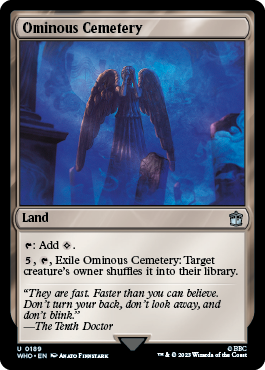 Ominous Cemetery
Land
: Add .
5, , Exile Ominous Cemetery: Target
creature's owner shuffles it into their library.
“They are fast. Faster than you can believe.
Don't turn your back, don't look away, and
don't blink.”
—The Tenth Doctor
U 0189
WHO • EN Anato Finnstark
© BBC
™ & © 2023 Wizards of the Coast